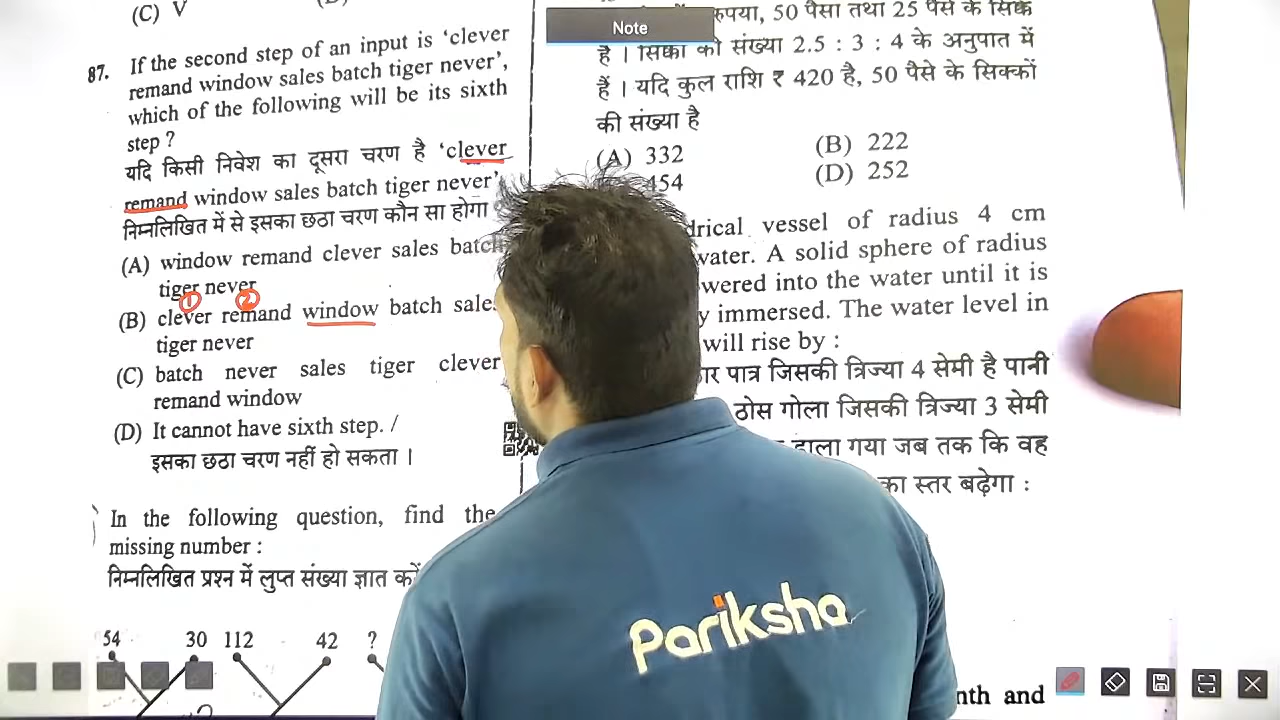 (C) V
87. If the second step of an input is ‘clever
remand window sales batch tiger never’,
which of the following will be its sixth
step ?
यदि किसी निवेश का दूसरा चरण है ‘clever
remand window sales batch tiger never’
निम्नलिखित में से इसका छठा चरण कौन सा होगा
(A) window remand clever sales batch
tiger never
1 2
(B) clever remand window batch sales
tiger never
(C) batch never sales tiger clever
remand window
(D) It cannot have sixth step. /
इसका छठा चरण नहीं हो सकता ।
In the following question, find the
missing number :
निम्नलिखित प्रश्न में लुप्त संख्या ज्ञात करें
54 30 112 42 ?
Note
रुपया, 50 पैसा तथा 25 पैसे के सिक्के
हैं । सिक्कों की संख्या 2.5 : 3 : 4 के अनुपात में
हैं । यदि कुल राशि ₹ 420 है, 50 पैसे के सिक्कों
की संख्या है
(A) 332 (B) 222
454 (D) 252
vessel of radius 4 cm
water. A solid sphere of radius
into the water until it is
immersed. The water level in
will rise by :
पात्र जिसकी त्रिज्या 4 सेमी है पानी
ठोस गोला जिसकी त्रिज्या 3 सेमी
डाला गया जब तक कि वह
का स्तर बढ़ेगा :
and
Pariksha